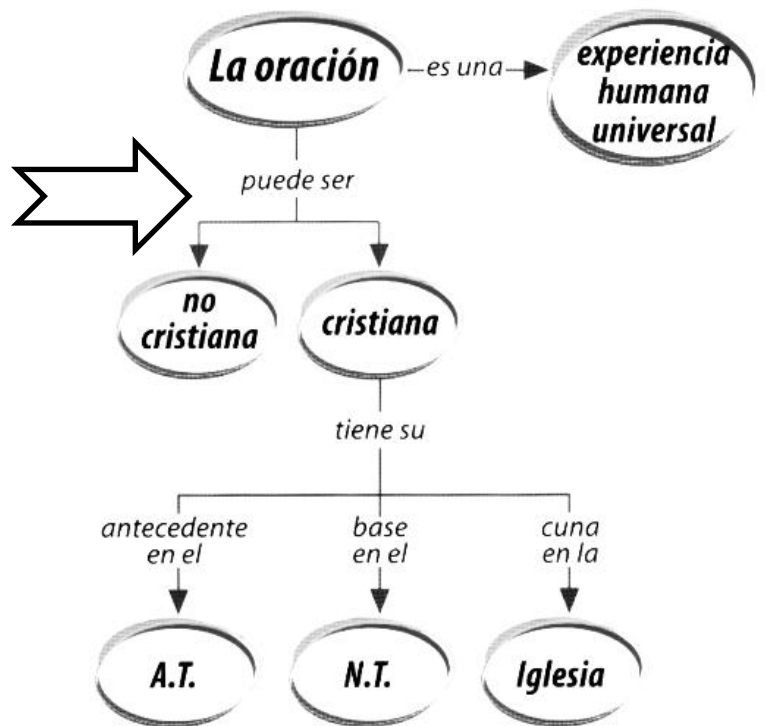 La oración
es una
experiencia
humana
universal
puede ser
no
cristiana
cristiana
tiene su
antecedente
en el
base
en el
cuna
en la
A.T.
N.T.
Iglesia